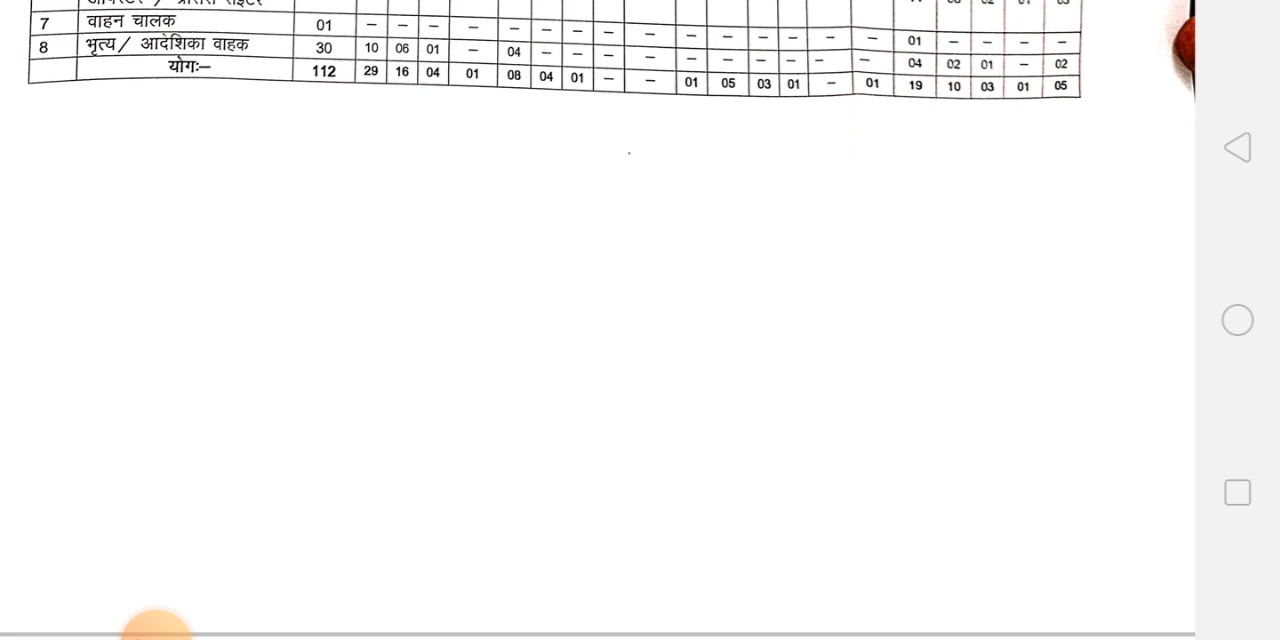 7 वाहन चालक 01 – – – – – – – – – – – – – – – 01 – – – –
8 भृत्य / आदेशिका वाहक 30 10 06 01 – 04 – – – – – – – – – – 04 02 01 – 02
योगः– 112 29 16 04 01 08 04 01 – – 01 05 03 01 – 01 19 10 03 01 05